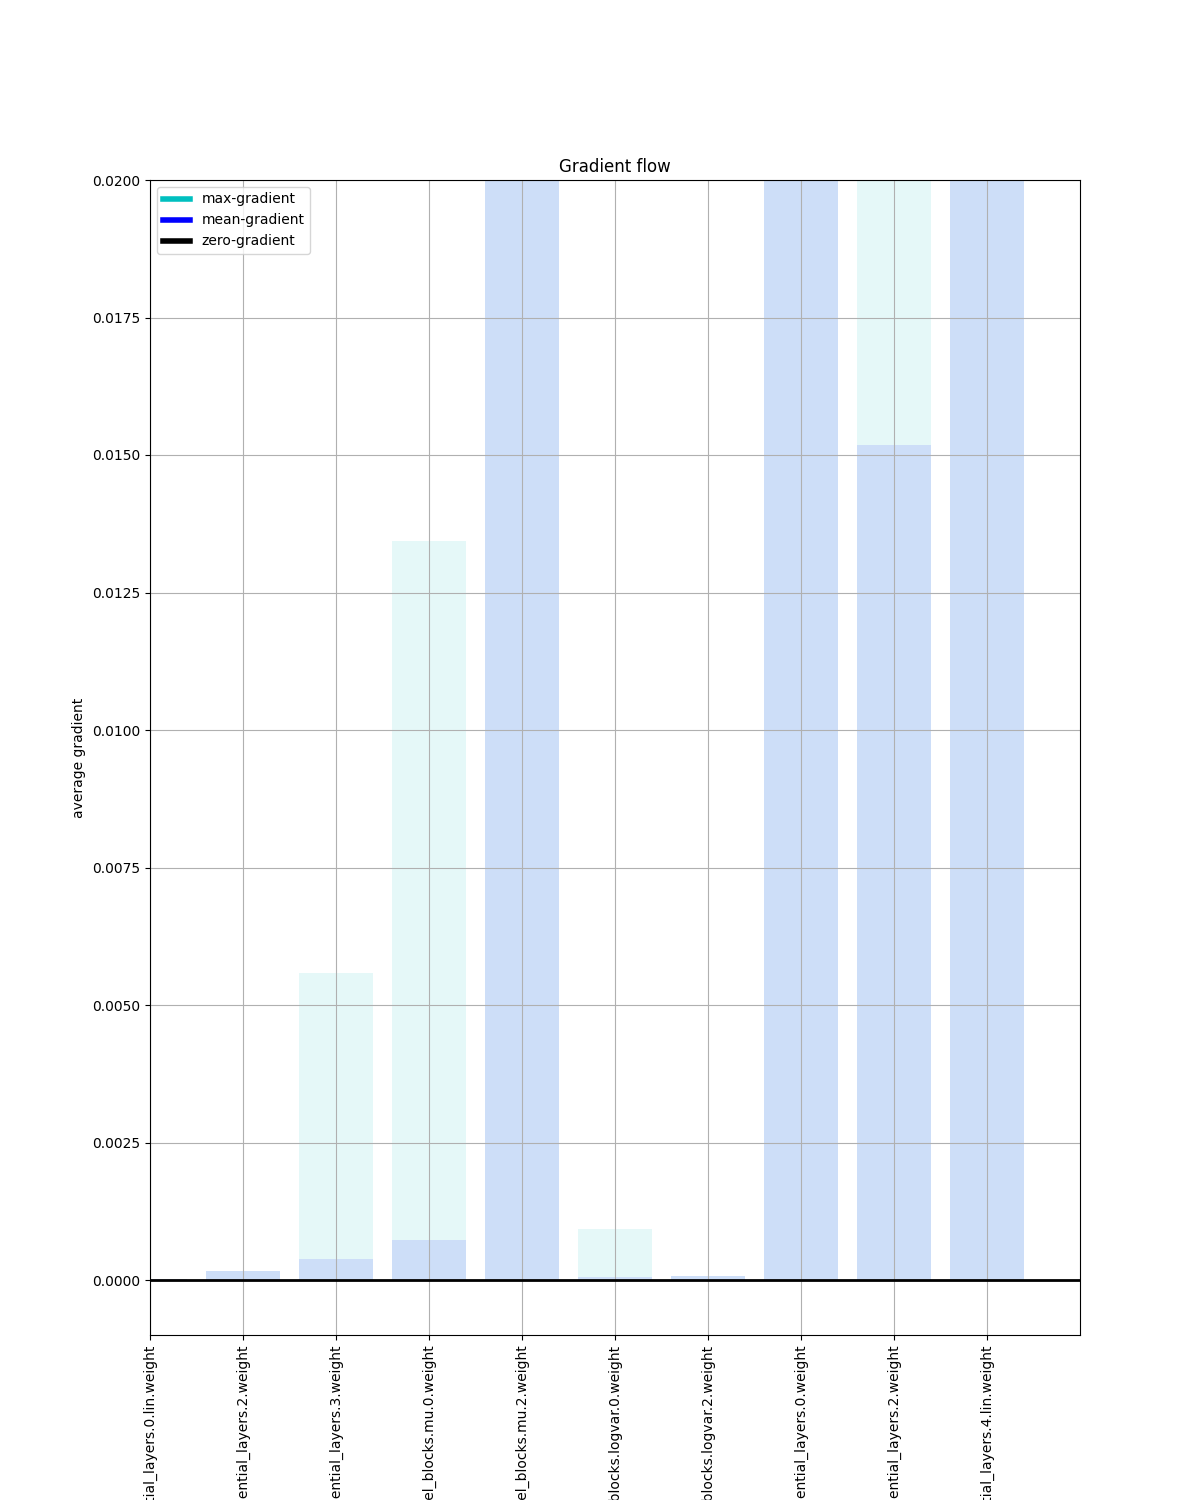 Gradient flow
max-gradient
mean-gradient
zero-gradient
0.0200
0.0175
0.0150
0.0125
0.0100
0.0075
0.0050
0.0025
0.0000
average gradient
tial_layers.0.lin.weight
ential_layers.2.weight
ential_layers.3.weight
el_blocks.mu.0.weight
el_blocks.mu.2.weight
blocks.logvar.0.weight
blocks.logvar.2.weight
ential_layers.0.weight
ential_layers.2.weight
tial_layers.4.lin.weight